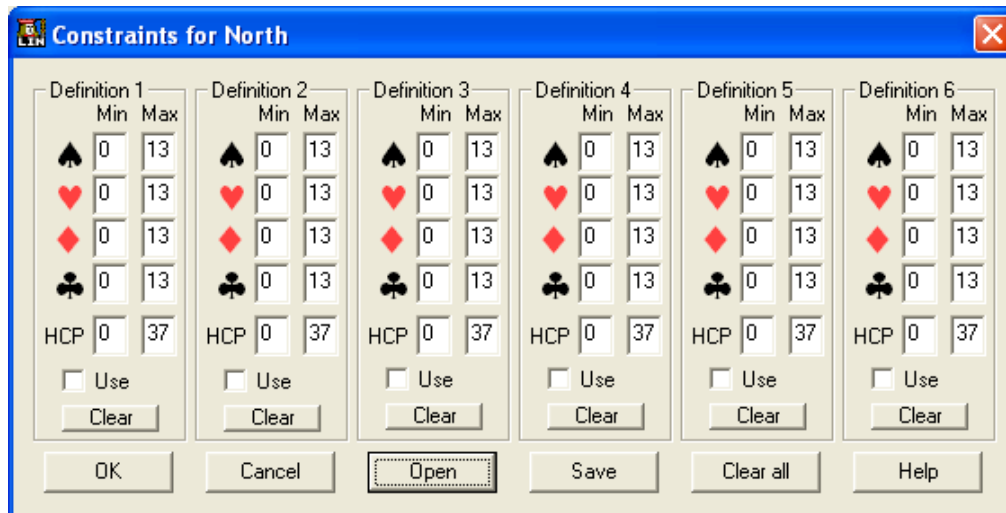 LIN Constraints for North
Definition 1 Definition 2 Definition 3 Definition 4 Definition 5 Definition 6
Min Max Min Max Min Max Min Max Min Max Min Max
0 13 0 13 0 13 0 13 0 13 0 13
0 13 0 13 0 13 0 13 0 13 0 13
0 13 0 13 0 13 0 13 0 13 0 13
0 13 0 13 0 13 0 13 0 13 0 13
HCP 0 37 HCP 0 37 HCP 0 37 HCP 0 37 HCP 0 37 HCP 0 37
Use Use Use Use Use Use
Clear Clear Clear Clear Clear Clear
OK Cancel Open Save Clear all Help